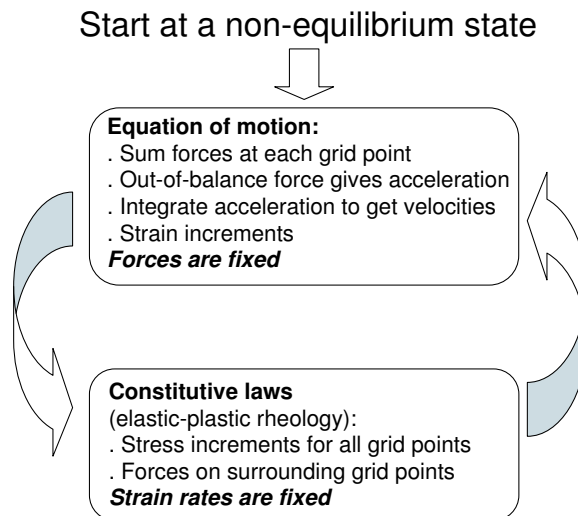 Start at a non-equilibrium state
Equation of motion:
. Sum forces at each grid point
. Out-of-balance force gives acceleration
. Integrate acceleration to get velocities
. Strain increments
Forces are fixed
Constitutive laws
(elastic-plastic rheology):
. Stress increments for all grid points
. Forces on surrounding grid points
Strain rates are fixed